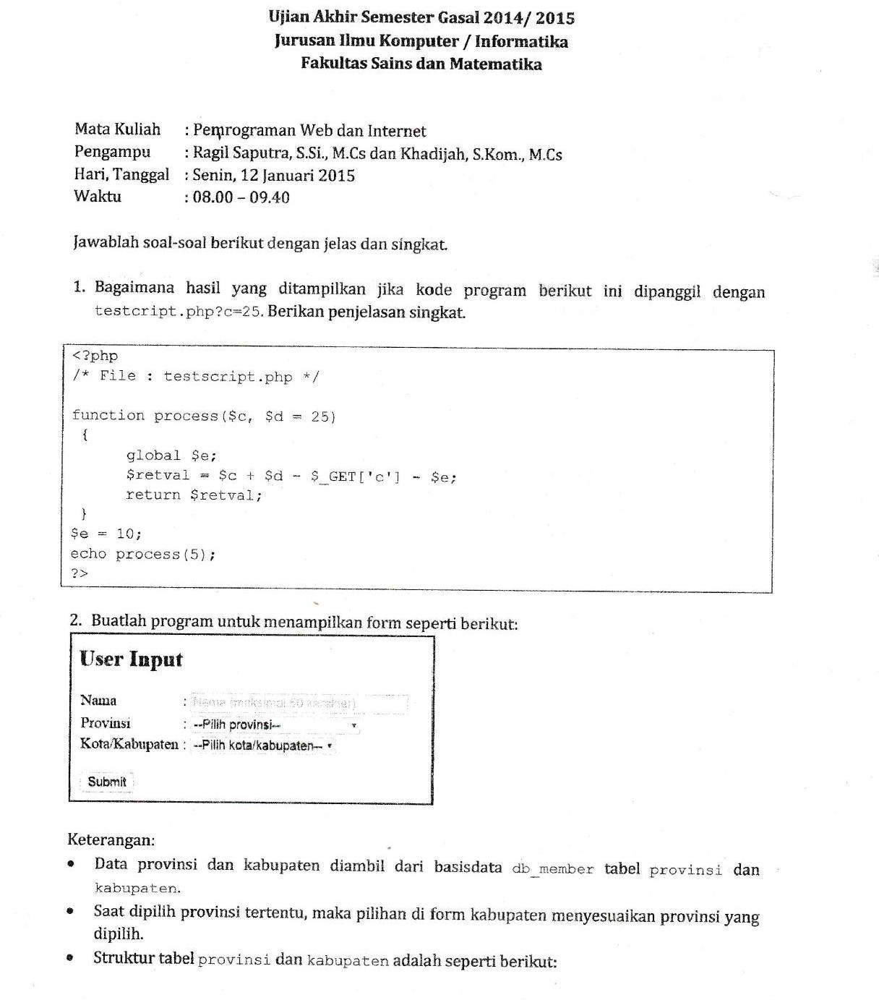 Ujian Akhir Semester Gasal 2014/ 2015
Jurusan Ilmu Komputer / Informatika
Fakultas Sains dan Matematika
Mata Kuliah : Pemrograman Web dan Internet
Pengampu : Ragil Saputra, S.Si., M.Cs dan Khadijah, S.Kom., M.Cs
Hari, Tanggal : Senin, 12 Januari 2015
Waktu : 08.00 – 09.40
Jawablah soal-soal berikut dengan jelas dan singkat.
1. Bagaimana hasil yang ditampilkan jika kode program berikut ini dipanggil dengan
testcript.php?c=25. Berikan penjelasan singkat.
<?php
/* File : testscript.php */
function process($c, $d = 25)
{
global $e;
$retval = $c + $d - $_GET['c'] - $e;
return $retval;
}
$e = 10;
echo process(5);
?>
2. Buatlah program untuk menampilkan form seperti berikut:
User Input
Nama : Nama (maksimal 50 karakter)
Provinsi : --Pilih provinsi--
Kota/Kabupaten : --Pilih kota/kabupaten--
Submit
Keterangan:
• Data provinsi dan kabupaten diambil dari basisdata db_member tabel provinsi dan
kabupaten.
• Saat dipilih provinsi tertentu, maka pilihan di form kabupaten menyesuaikan provinsi yang
dipilih.
• Struktur tabel provinsi dan kabupaten adalah seperti berikut: